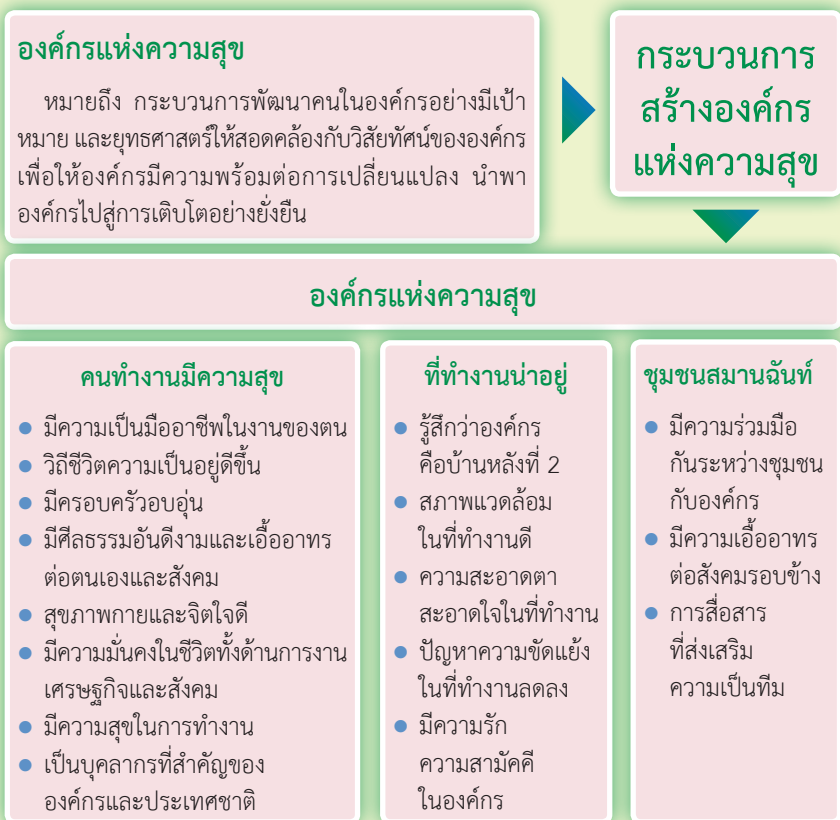 องค์กรแห่งความสุข
หมายถึง กระบวนการพัฒนาคนในองค์กรอย่างมีเป้า
หมาย และยุทธศาสตร์ให้สอดคล้องกับวิสัยทัศน์ขององค์กร
เพื่อให้องค์กรมีความพร้อมต่อการเปลี่ยนแปลง นำพา
องค์กรไปสู่การเติบโตอย่างยั่งยืน
กระบวนการ
สร้างองค์กร
แห่งความสุข
องค์กรแห่งความสุข
คนทำงานมีความสุข
● มีความเป็นมืออาชีพในงานของตน
● วิถีชีวิตความเป็นอยู่ดีขึ้น
● มีครอบครัวอบอุ่น
● มีศีลธรรมอันดีงามและเอื้ออาทร
ต่อตนเองและสังคม
● สุขภาพกายและจิตใจดี
● มีความมั่นคงในชีวิตทั้งด้านการงาน
เศรษฐกิจและสังคม
● มีความสุขในการทำงาน
● เป็นบุคลากรที่สำคัญของ
องค์กรและประเทศชาติ
ที่ทำงานน่าอยู่
● รู้สึกว่าองค์กร
คือบ้านหลังที่ 2
● สภาพแวดล้อม
ในที่ทำงานดี
● ความสะอาดตา
สะอาดใจในที่ทำงาน
● ปัญหาความขัดแย้ง
ในที่ทำงานลดลง
● มีความรัก
ความสามัคคี
ในองค์กร
ชุมชนสมานฉันท์
● มีความร่วมมือ
กันระหว่างชุมชน
กับองค์กร
● มีความเอื้ออาทร
ต่อสังคมรอบข้าง
● การสื่อสาร
ที่ส่งเสริม
ความเป็นทีม